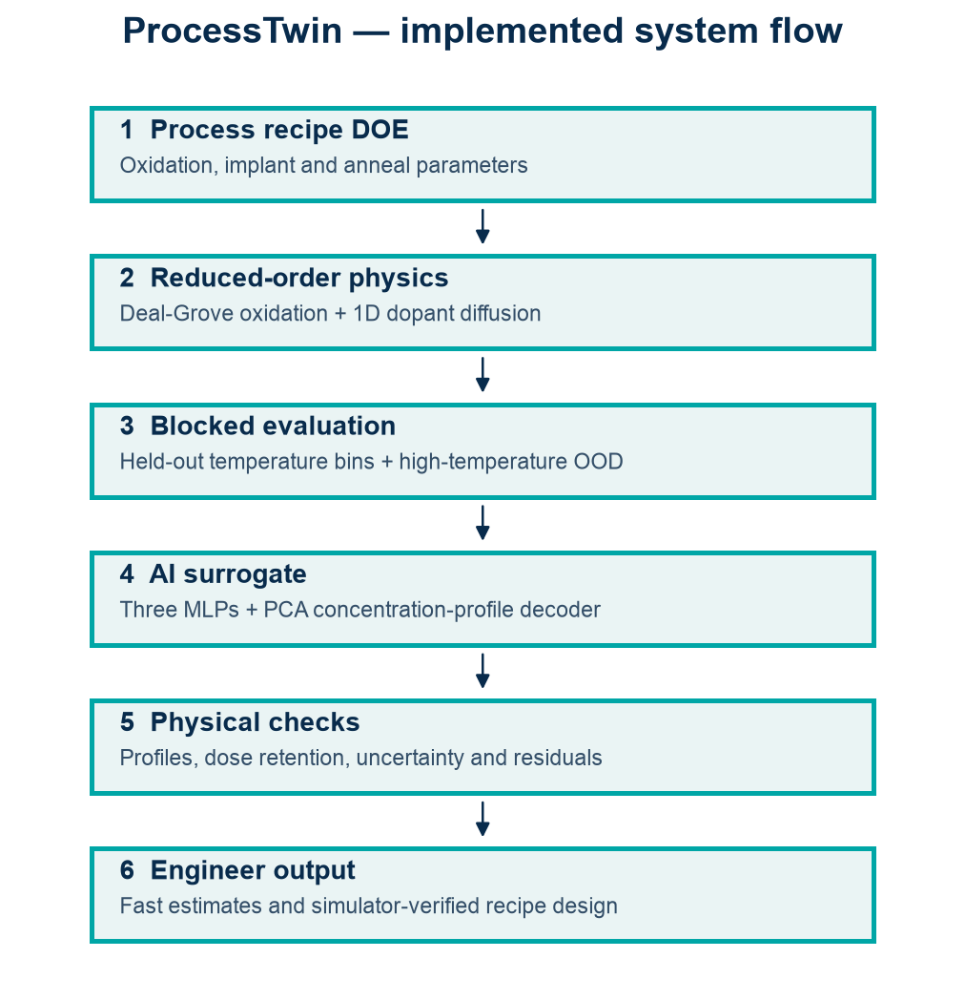 ProcessTwin — implemented system flow
1 Process recipe DOE
Oxidation, implant and anneal parameters
2 Reduced-order physics
Deal-Grove oxidation + 1D dopant diffusion
3 Blocked evaluation
Held-out temperature bins + high-temperature OOD
4 AI surrogate
Three MLPs + PCA concentration-profile decoder
5 Physical checks
Profiles, dose retention, uncertainty and residuals
6 Engineer output
Fast estimates and simulator-verified recipe design